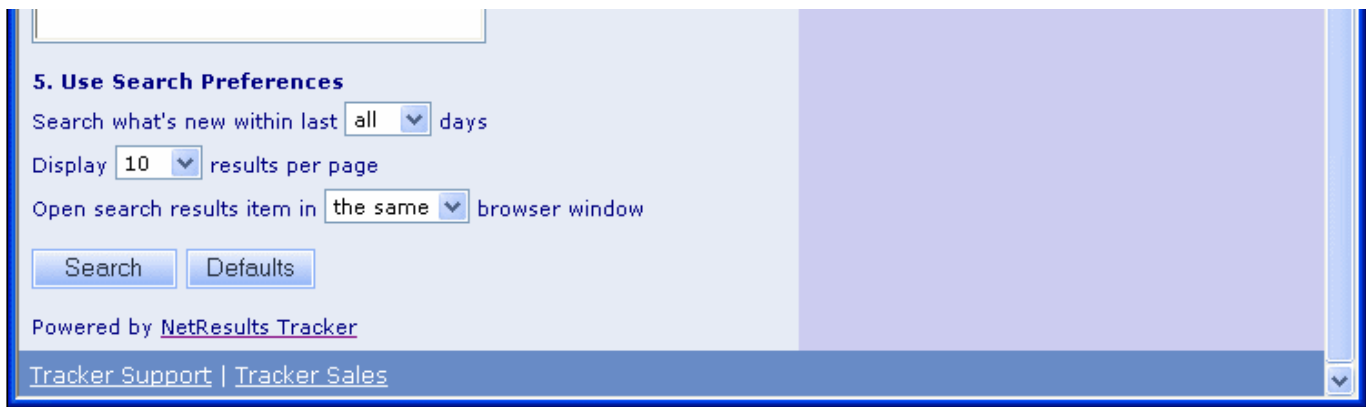 5. Use Search Preferences
Search what's new within last all days
Display 10 results per page
Open search results item in the same browser window
Search Defaults
Powered by NetResults Tracker
Tracker Support | Tracker Sales